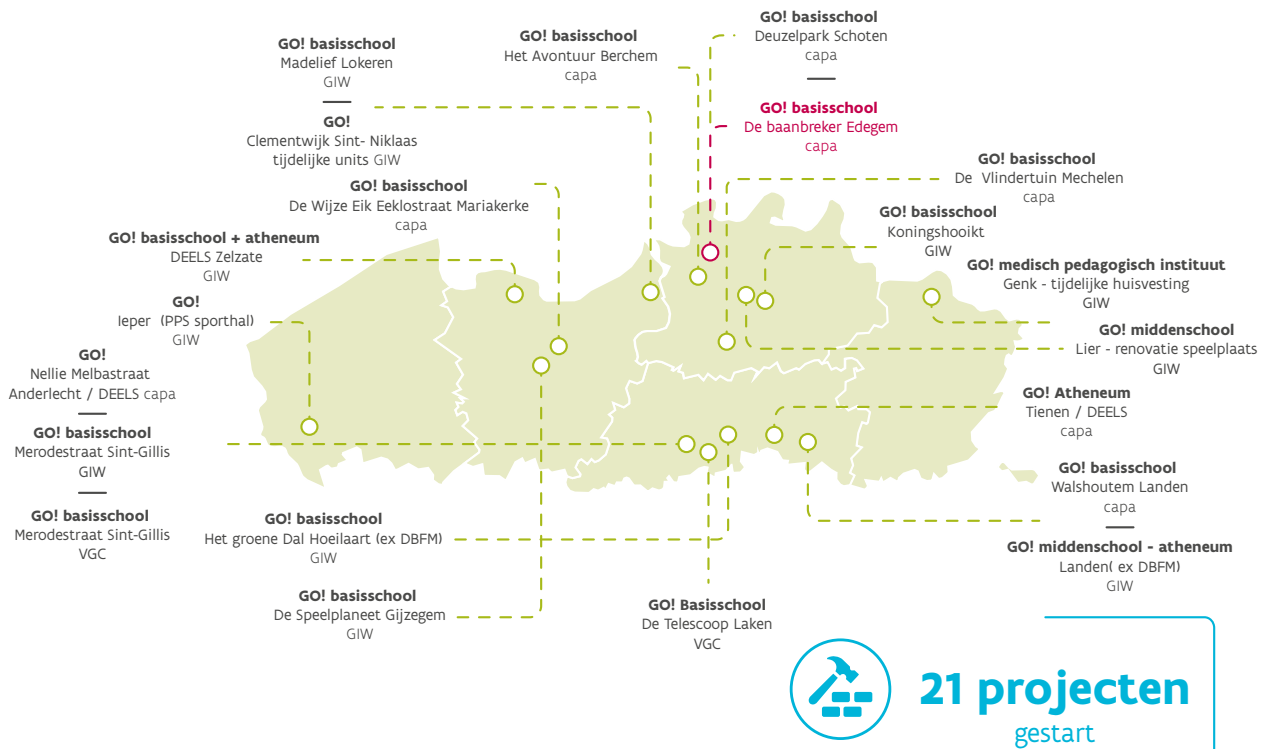 GO! basisschool
Madelief Lokeren
GIW
GO!
Clementwijk Sint- Niklaas
tijdelijke units GIW
GO! basisschool
Het Avontuur Berchem
capa
GO! basisschool
Deuzelpark Schoten
capa
GO! basisschool
De baanbreker Edegem
capa
GO! basisschool
De Vlindertuin Mechelen
capa
GO! basisschool
De Wijze Eik Eeklostraat Mariakerke
capa
GO! basisschool
Koningshooikt
GIW
GO! basisschool + atheneum
DEELS Zelzate
GIW
GO! medisch pedagogisch instituut
Genk - tijdelijke huisvesting
GIW
GO!
Ieper (PPS sporthal)
GIW
GO! middenschool
Lier - renovatie speelplaats
GIW
GO!
Nellie Melbastraat
Anderlecht / DEELS capa
GO! basisschool
Merodestraat Sint-Gillis
GIW
GO! basisschool
Merodestraat Sint-Gillis
VGC
GO! Atheneum
Tienen / DEELS
capa
GO! basisschool
Walshoutem Landen
capa
GO! middenschool - atheneum
Landen( ex DBFM)
GIW
GO! basisschool
Het groene Dal Hoeilaart (ex DBFM)
GIW
GO! basisschool
De Speelplaneet Gijzegem
GIW
GO! Basisschool
De Telescoop Laken
VGC
21 projecten
gestart